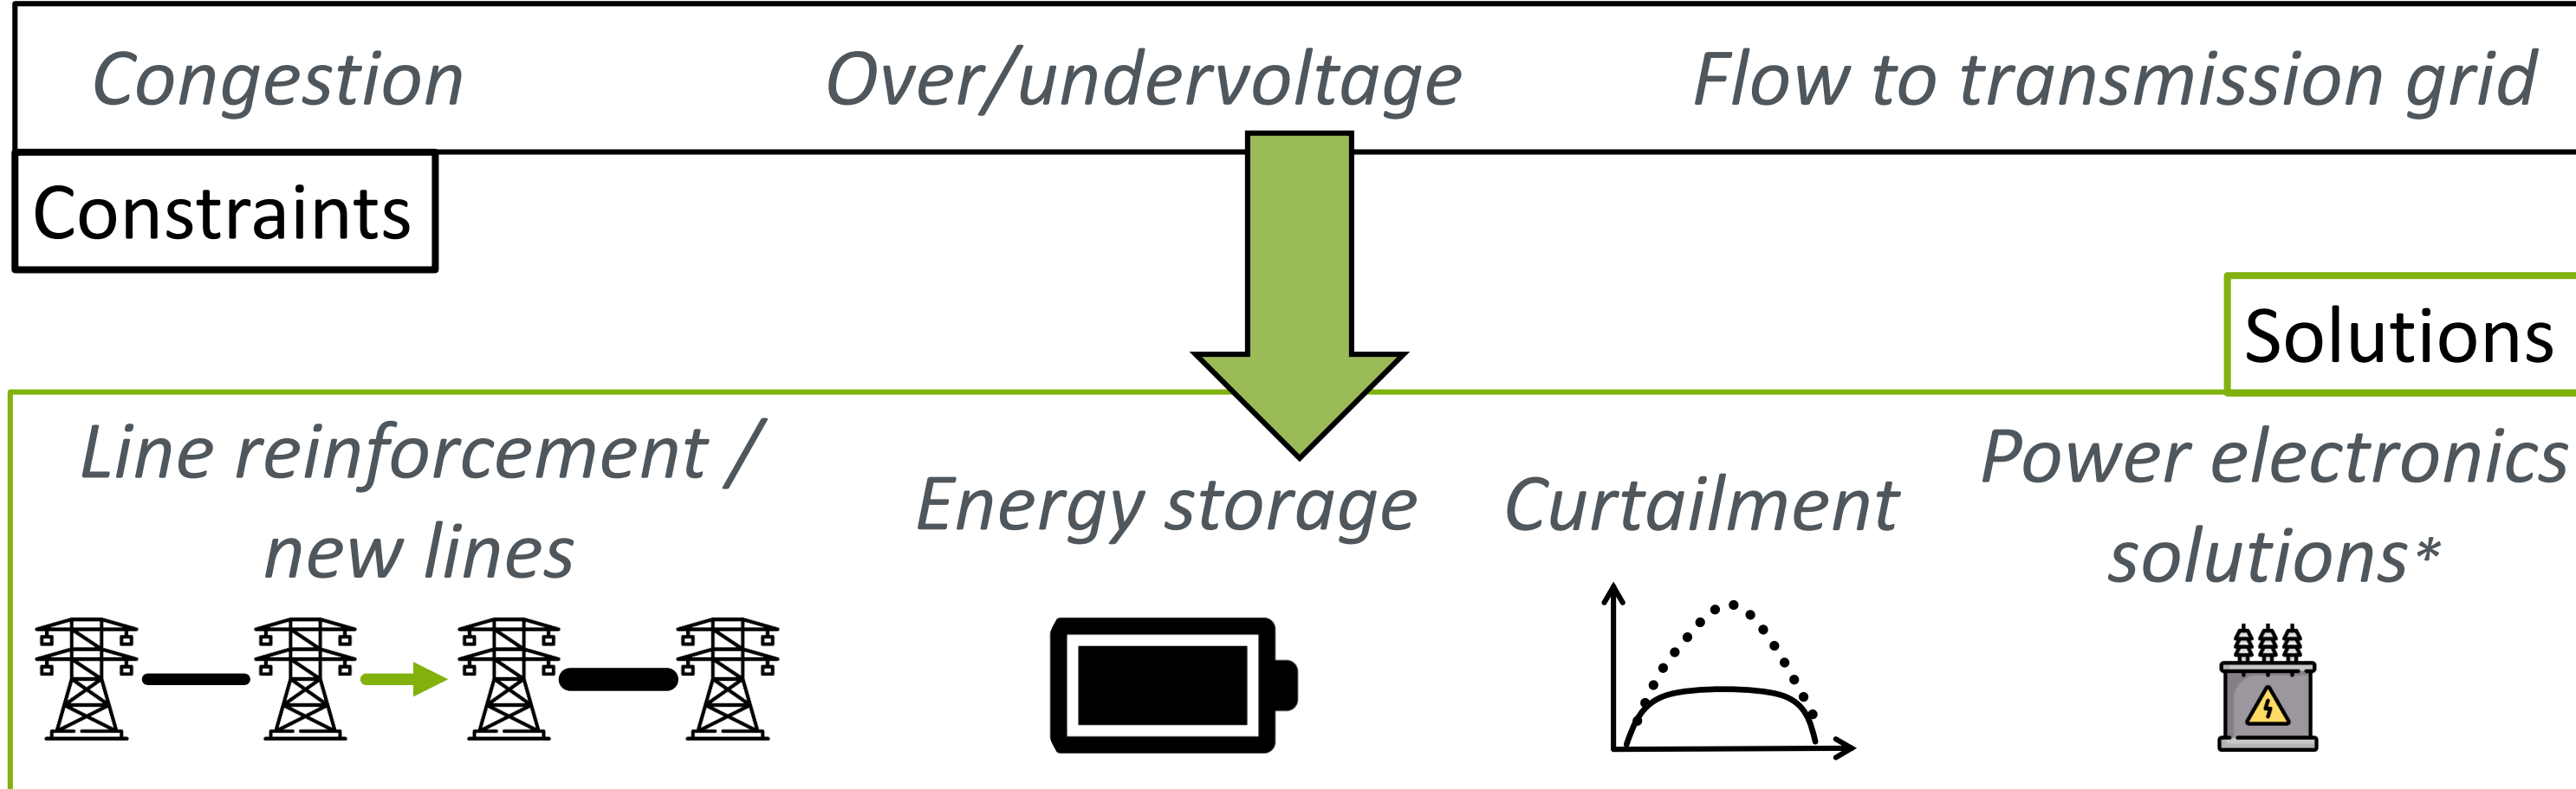 Congestion
Over/undervoltage
Flow to transmission grid
Constraints
Solutions
Line reinforcement /
new lines
Energy storage
Curtailment
Power electronics
solutions*